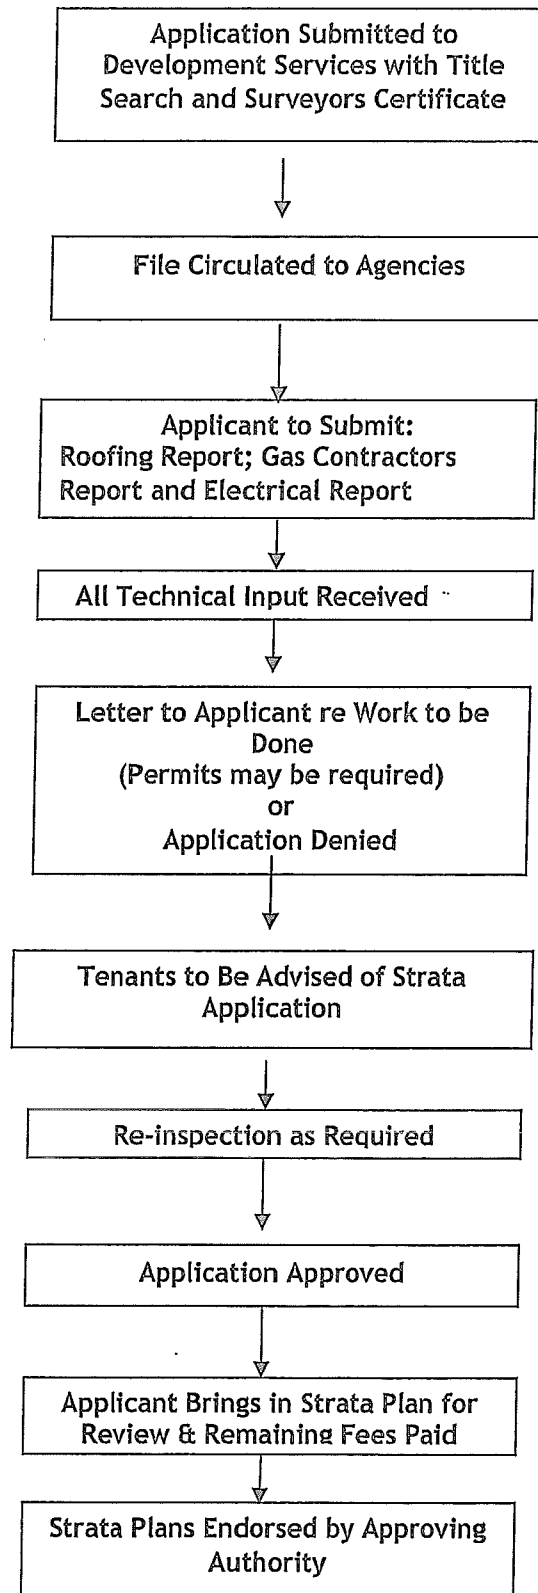 Application Submitted to
Development Services with Title
Search and Surveyors Certificate
File Circulated to Agencies
Applicant to Submit:
Roofing Report; Gas Contractors
Report and Electrical Report
All Technical Input Received
Letter to Applicant re Work to be
Done
(Permits may be required)
or
Application Denied
Tenants to Be Advised of Strata
Application
Re-inspection as Required
Application Approved
Applicant Brings in Strata Plan for
Review & Remaining Fees Paid
Strata Plans Endorsed by Approving
Authority